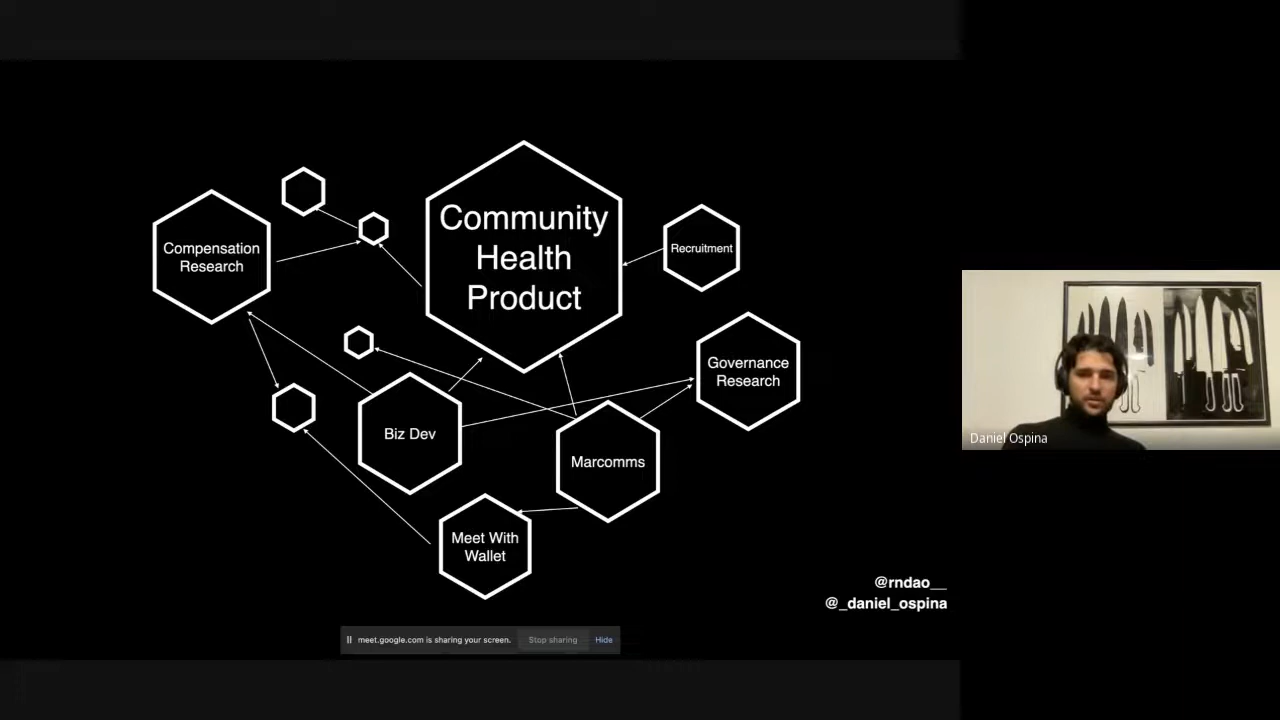 Community
Health
Product
Compensation
Research
Recruitment
Governance
Research
Biz Dev
Marcomms
Meet With
Wallet
Daniel Ospina
@rndao__
@_daniel_ospina
meet.google.com is sharing your screen.
Stop sharing
Hide